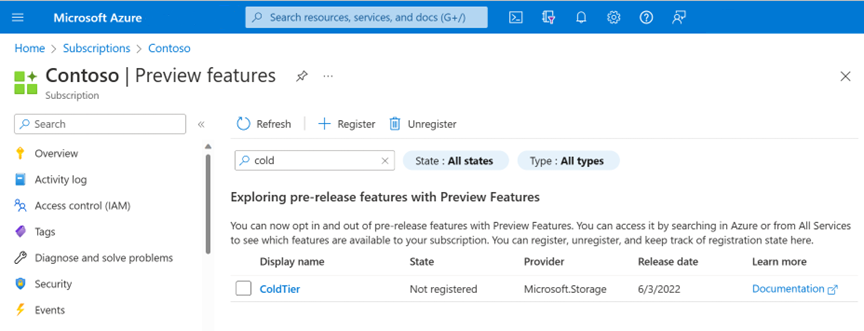 Microsoft Azure
Search resources, services, and docs (G+/)
Home > Subscriptions > Contoso
Contoso | Preview features
Subscription
Search
Overview
Activity log
Access control (IAM)
Tags
Diagnose and solve problems
Security
Events
Refresh
Register
Unregister
cold
State : All states
Type : All types
Exploring pre-release features with Preview Features
You can now opt in and out of pre-release features with Preview Features. You can access it by searching in Azure or from All Services
to see which features are available to your subscription. You can register, unregister, and keep track of registration state here.
Display name State Provider Release date Learn more
ColdTier Not registered Microsoft.Storage 6/3/2022 Documentation